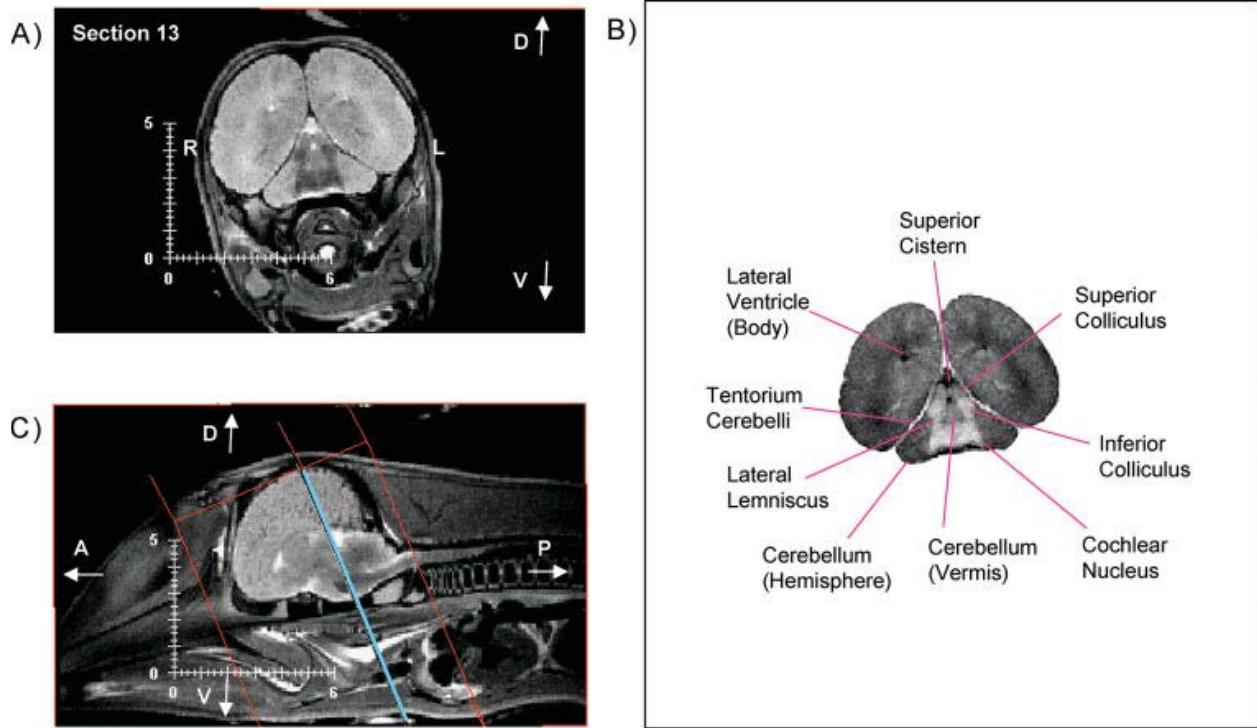 A)
Section 13
D
5
R
L
0
0
6
V
B)
Superior
Cistern
Lateral
Ventricle
(Body)
Superior
Colliculus
Tentorium
Cerebelli
Inferior
Colliculus
Lateral
Lemniscus
Cerebellum
(Hemisphere)
Cerebellum
(Vermis)
Cochlear
Nucleus
C)
D
A
5
P
0
0
6
V